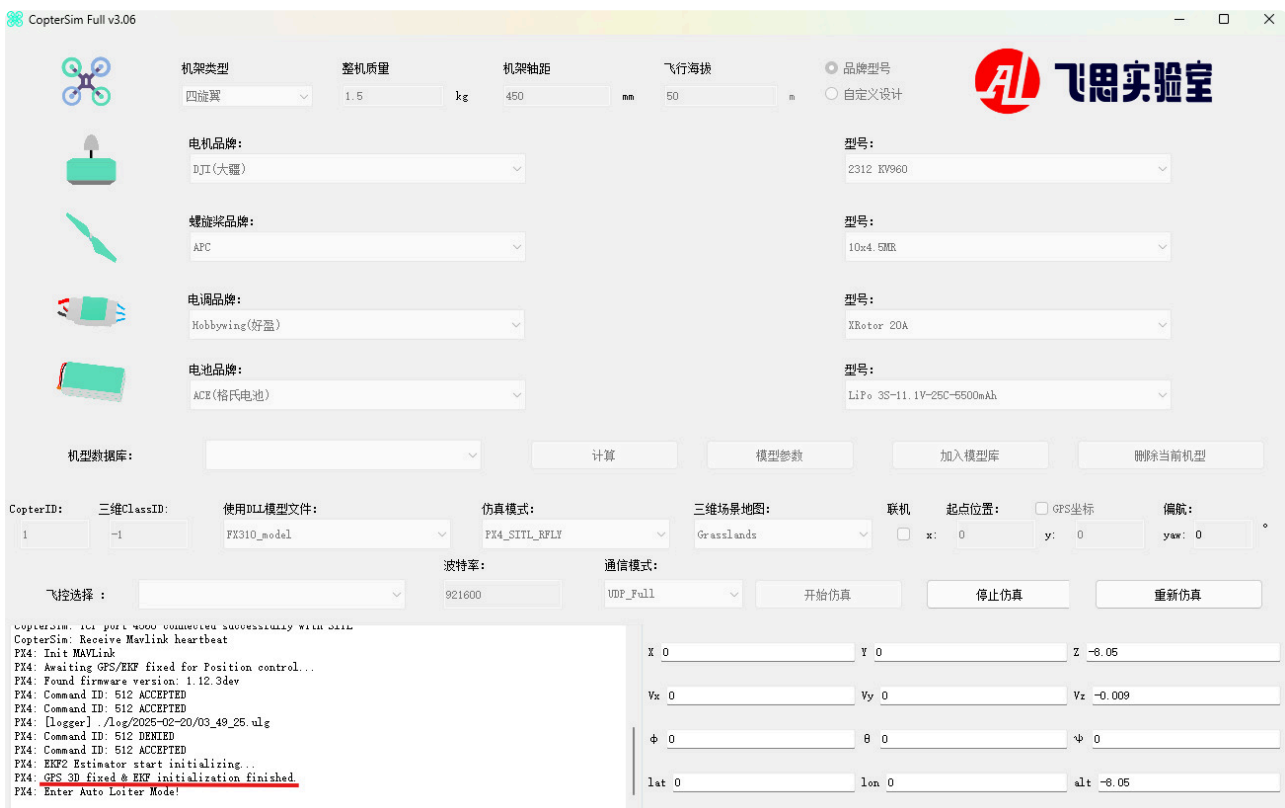 CopterSim Full v3.06
机架类型 整机质量 机架轴距 飞行海拔 品牌型号
四旋翼 1.5 kg 450 mm 50 m 自定义设计
AI 飞思实验室
电机品牌: 型号:
DJI(大疆) 2312 KV960
螺旋桨品牌: 型号:
APC 10x4.5MR
电调品牌: 型号:
Hobbywing(好盈) XRotor 20A
电池品牌: 型号:
ACE(格氏电池) LiPo 3S-11.1V-25C-5500mAh
机型数据库: 计算 模型参数 加入模型库 删除当前机型
CopterID: 三维ClassID: 使用DLL模型文件: 仿真模式: 三维场景地图: 联机 起点位置: GPS坐标 偏航:
1 -1 FX310_model PX4_SITL_RFLY Grasslands x: 0 y: 0 yaw: 0 °
波特率: 通信模式:
飞控选择 : 921600 UDP_Full 开始仿真 停止仿真 重新仿真
CopterSim: TCP port 4560 connected successfully with SITL
CopterSim: Receive Mavlink heartbeat
PX4: Init MAVLink
PX4: Awaiting GPS/EKF fixed for Position control...
PX4: Found firmware version: 1.12.3dev
PX4: Command ID: 512 ACCEPTED
PX4: Command ID: 512 ACCEPTED
PX4: [logger] ./log/2025-02-20/03_49_25.ulg
PX4: Command ID: 512 DENIED
PX4: Command ID: 512 ACCEPTED
PX4: EKF2 Estimator start initializing...
PX4: GPS 3D fixed & EKF initialization finished.
PX4: Enter Auto Loiter Mode!
X 0 Y 0 Z -8.05
Vx 0 Vy 0 Vz -0.009
ϕ 0 θ 0 ψ 0
lat 0 lon 0 alt -8.05